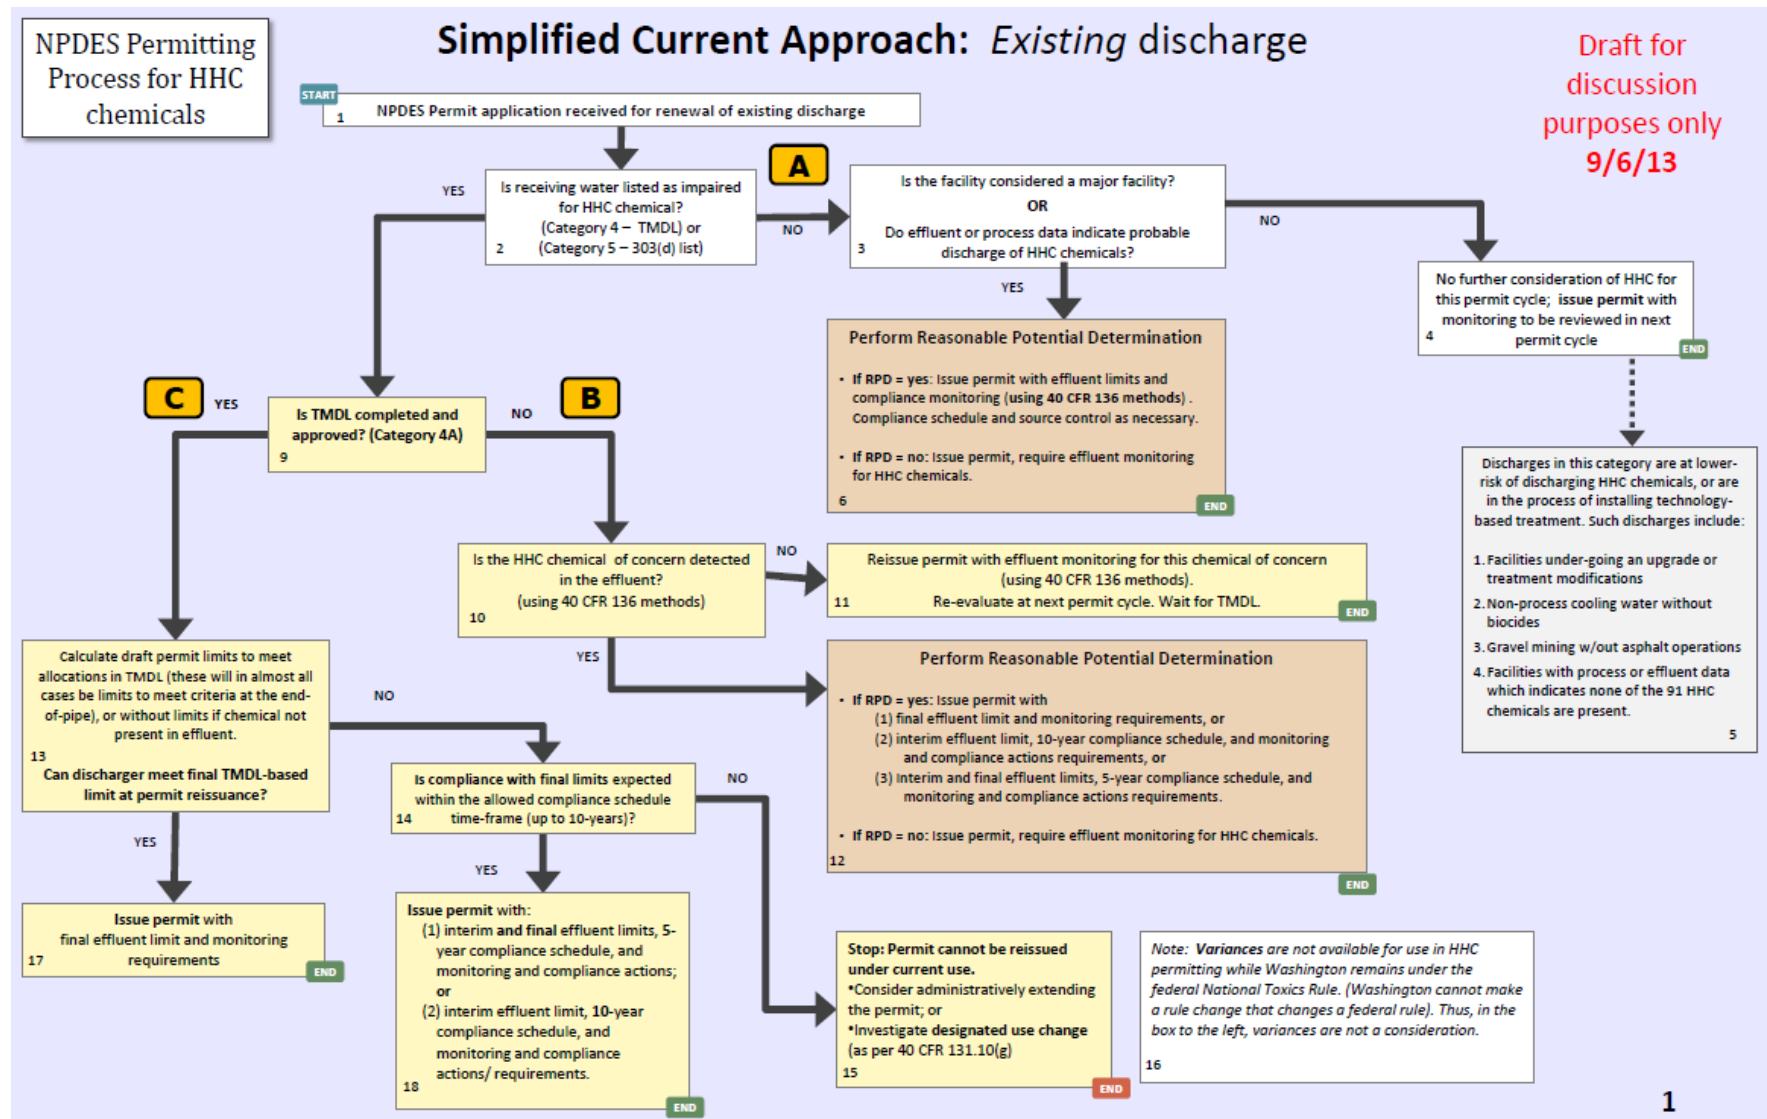 NPDES Permitting
Process for HHC
chemicals
Simplified Current Approach: Existing discharge
Draft for
discussion
purposes only
9/6/13
START
1
NPDES Permit application received for renewal of existing discharge
YES
Is receiving water listed as impaired
for HHC chemical?
(Category 4 – TMDL) or
(Category 5 – 303(d) list)
2
A
NO
Is the facility considered a major facility?
OR
Do effluent or process data indicate probable
discharge of HHC chemicals?
3
NO
YES
No further consideration of HHC for
this permit cycle; issue permit with
monitoring to be reviewed in next
permit cycle
4
END
Perform Reasonable Potential Determination
• If RPD = yes: Issue permit with effluent limits and
compliance monitoring (using 40 CFR 136 methods) .
Compliance schedule and source control as necessary.
• If RPD = no: Issue permit, require effluent monitoring
for HHC chemicals.
6
END
Discharges in this category are at lower-
risk of discharging HHC chemicals, or are
in the process of installing technology-
based treatment. Such discharges include:
1. Facilities under-going an upgrade or
treatment modifications
2. Non-process cooling water without
biocides
3. Gravel mining w/out asphalt operations
4. Facilities with process or effluent data
which indicates none of the 91 HHC
chemicals are present.
5
C
YES
Is TMDL completed and
approved? (Category 4A)
9
NO
B
Is the HHC chemical of concern detected
in the effluent?
(using 40 CFR 136 methods)
10
NO
Reissue permit with effluent monitoring for this chemical of concern
(using 40 CFR 136 methods).
11
Re-evaluate at next permit cycle. Wait for TMDL.
END
YES
Perform Reasonable Potential Determination
• If RPD = yes: Issue permit with
(1) final effluent limit and monitoring requirements, or
(2) interim effluent limit, 10-year compliance schedule, and monitoring
and compliance actions requirements, or
(3) Interim and final effluent limits, 5-year compliance schedule, and
monitoring and compliance actions requirements.
• If RPD = no: Issue permit, require effluent monitoring for HHC chemicals.
12
END
Calculate draft permit limits to meet
allocations in TMDL (these will in almost all
cases be limits to meet criteria at the end-
of-pipe), or without limits if chemical not
present in effluent.
13
Can discharger meet final TMDL-based
limit at permit reissuance?
NO
YES
Is compliance with final limits expected
within the allowed compliance schedule
time-frame (up to 10-years)?
14
NO
YES
Issue permit with
final effluent limit and monitoring
requirements
17
END
Issue permit with:
(1) interim and final effluent limits, 5-
year compliance schedule, and
monitoring and compliance actions;
or
(2) interim effluent limit, 10-year
compliance schedule, and
monitoring and compliance
actions/ requirements.
18
END
Stop: Permit cannot be reissued
under current use.
•Consider administratively extending
the permit; or
•Investigate designated use change
(as per 40 CFR 131.10(g)
15
END
Note: Variances are not available for use in HHC
permitting while Washington remains under the
federal National Toxics Rule. (Washington cannot make
a rule change that changes a federal rule). Thus, in the
box to the left, variances are not a consideration.
16
1